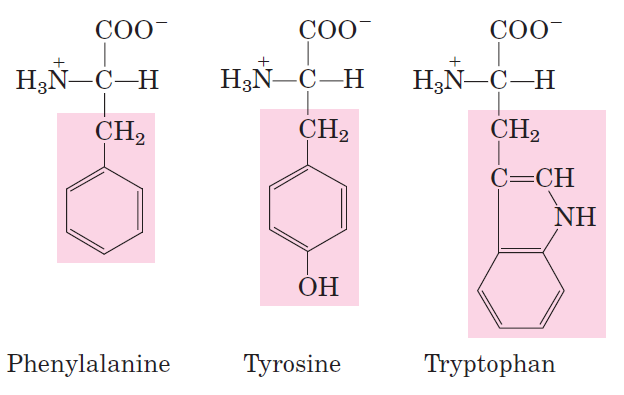 COO⁻ COO⁻ COO⁻
H₃N⁺—C—H H₃N⁺—C—H H₃N⁺—C—H
CH₂ CH₂ CH₂
C=CH
NH
OH
Phenylalanine Tyrosine Tryptophan